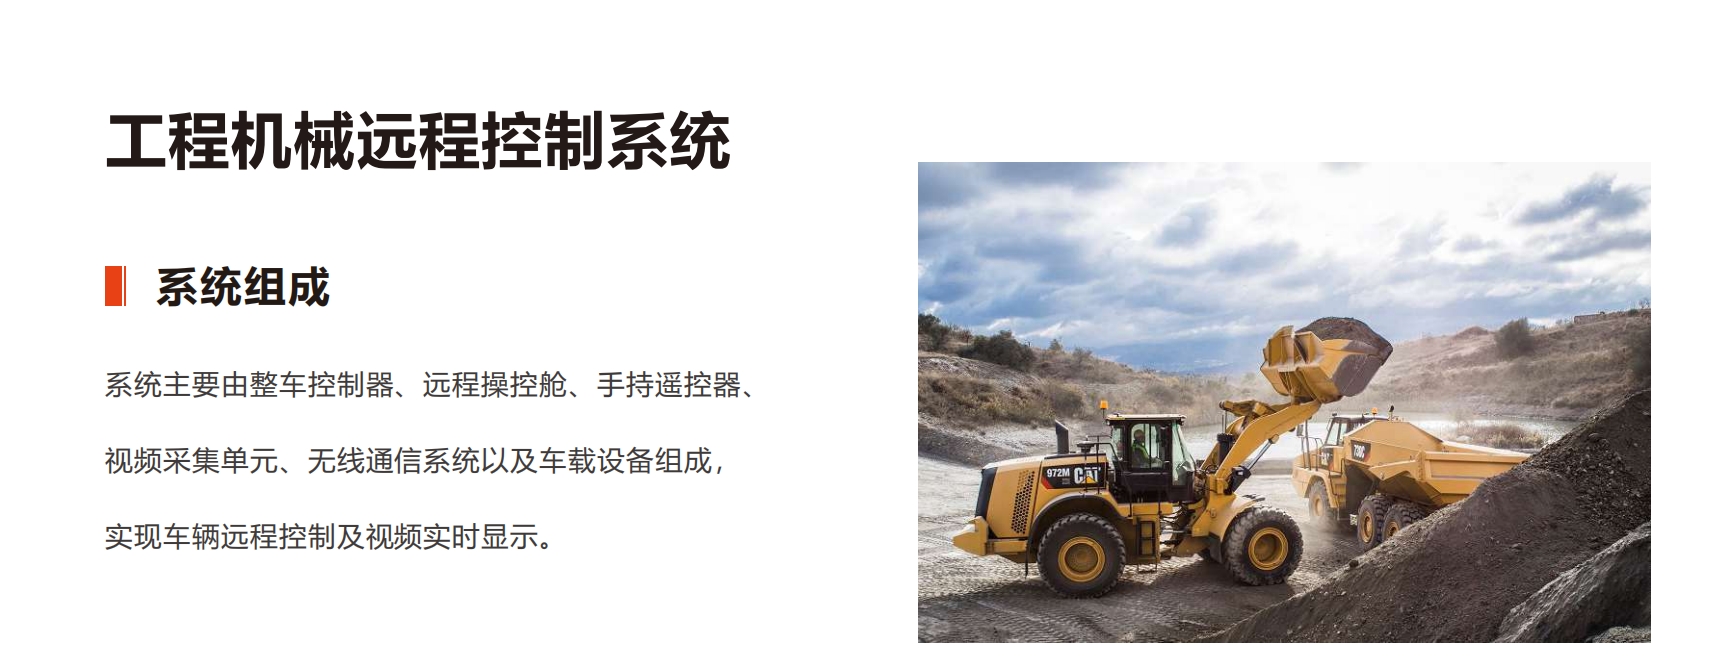 工程机械远程控制系统
系统组成
系统主要由整车控制器、远程操控舱、手持遥控器、
视频采集单元、无线通信系统以及车载设备组成，
实现车辆远程控制及视频实时显示。
972M CAT
CAT 730C